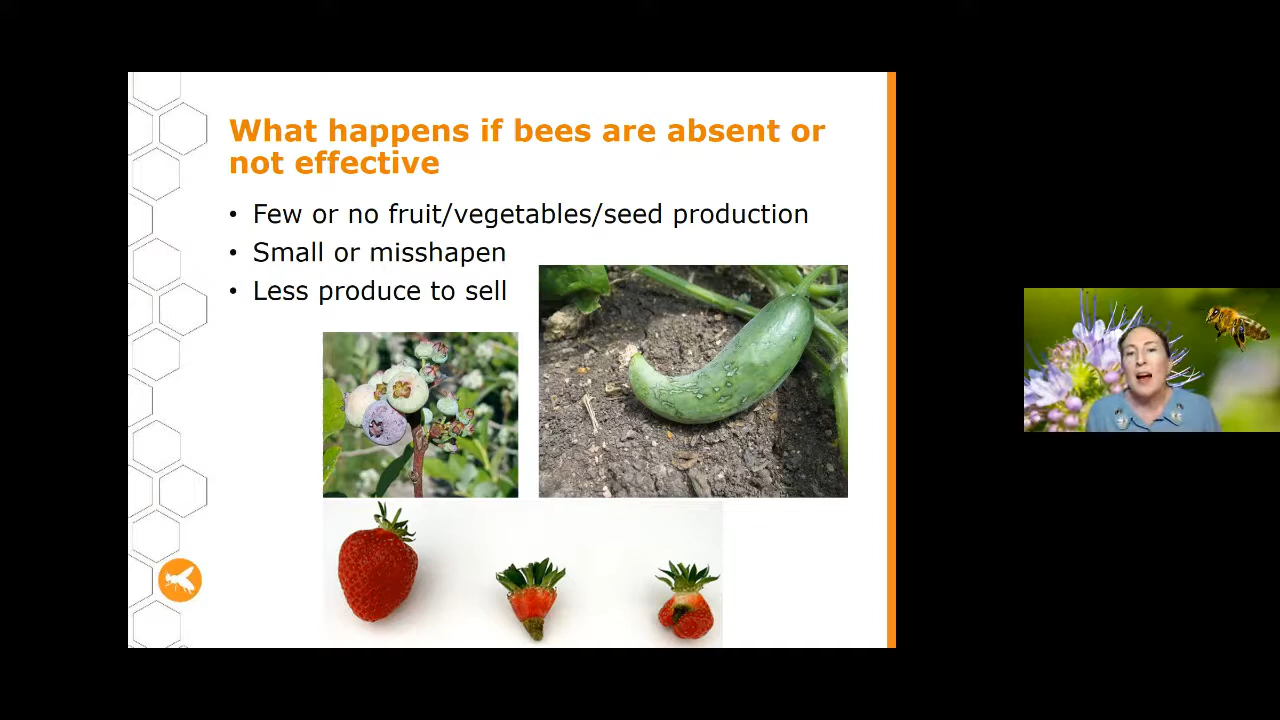 What happens if bees are absent or
not effective
• Few or no fruit/vegetables/seed production
• Small or misshapen
• Less produce to sell